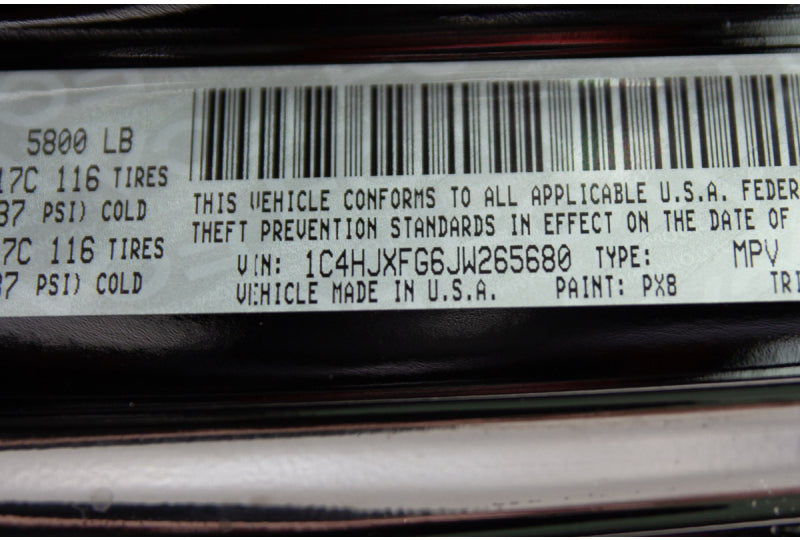 5800 LB
17C 116 TIRES
37 PSI) COLD
7C 116 TIRES
37 PSI) COLD
THIS VEHICLE CONFORMS TO ALL APPLICABLE U.S.A. FEDER
THEFT PREVENTION STANDARDS IN EFFECT ON THE DATE OF
VIN: 1C4HJXFG6JW265680 TYPE: MPV
VEHICLE MADE IN U.S.A. PAINT: PX8 TRI